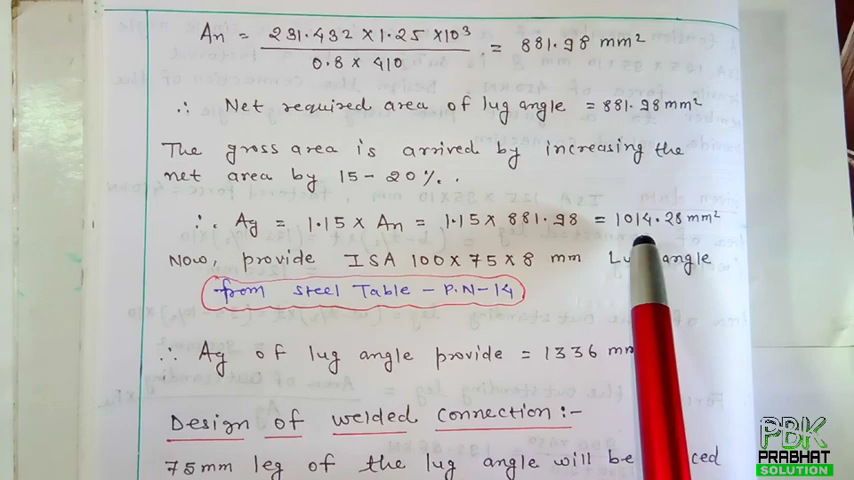 An = 231.432 × 1.25 × 10³ / 0.8 × 410 = 881.98 mm²
∴ Net required area of lug angle = 881.98 mm²
The gross area is arrived by increasing the
net area by 15-20%.
∴ Ag = 1.15 × An = 1.15 × 881.98 = 1014.28 mm²
Now, provide ISA 100×75×8 mm angle
from steel Table - P.N-14
∴ Ag of lug angle provide = 1336
Design of welded connection:-
75mm leg of the lug angle will be
PBK
PRABHAT
SOLUTION